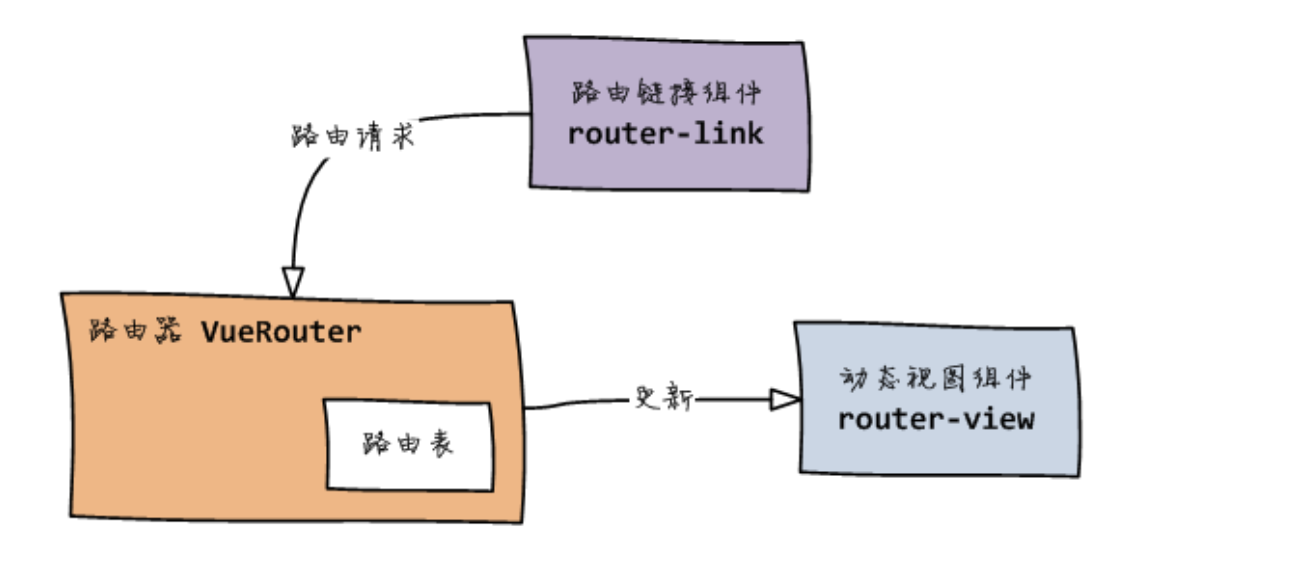 路由链接组件
router-link
路由请求
路由器 VueRouter
路由表
更新
动态视图组件
router-view